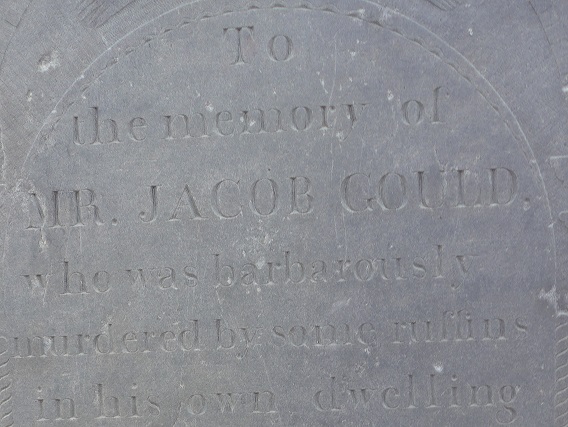 To
the memory of
MR. JACOB GOULD.
who was barbarously
murdered by some ruffins
in his own dwelling